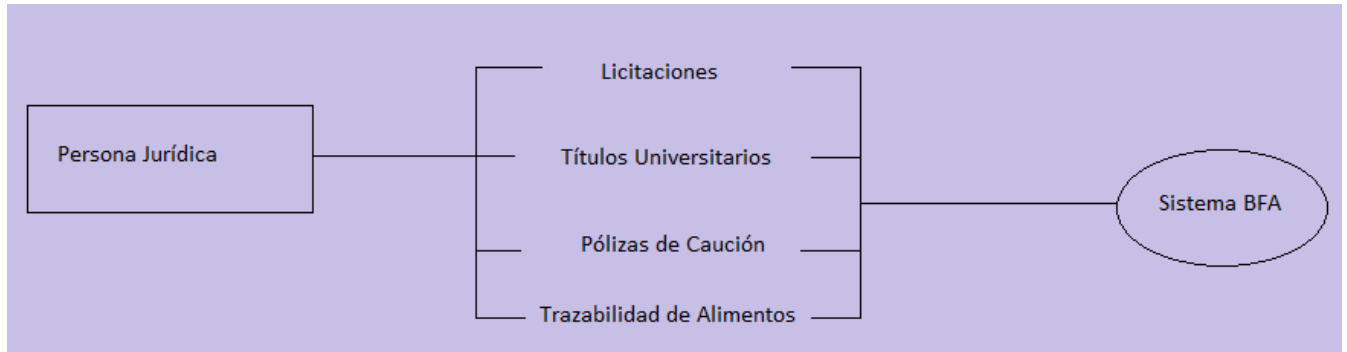 Persona Jurídica
Licitaciones
Títulos Universitarios
Pólizas de Caución
Trazabilidad de Alimentos
Sistema BFA